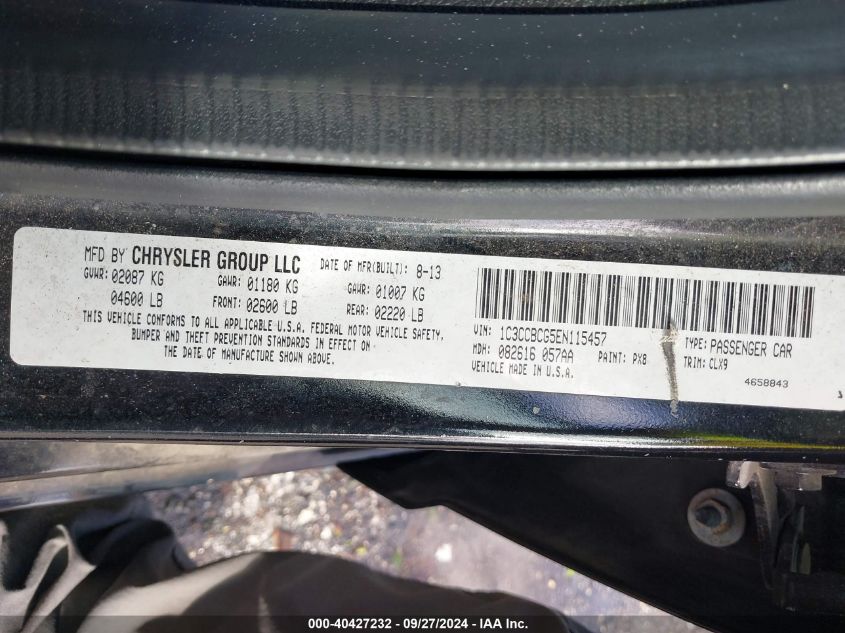 MFD BY CHRYSLER GROUP LLC DATE OF MFR(BUILT): 8-13
GVWR: 02087 KG GAWR: 01180 KG GAWR: 01007 KG
04600 LB FRONT: 02600 LB REAR: 02220 LB
THIS VEHICLE CONFORMS TO ALL APPLICABLE U.S.A. FEDERAL MOTOR VEHICLE SAFETY,
BUMPER AND THEFT PREVENTION STANDARDS IN EFFECT ON
THE DATE OF MANUFACTURE SHOWN ABOVE.
VIN: 1C3CCBCG5EN115457 TYPE: PASSENGER CAR
MDH: 082616 057AA PAINT: PX8 TRIM: CLX9
VEHICLE MADE IN U.S.A. 4658843
000-40427232 - 09/27/2024 - IAA Inc.